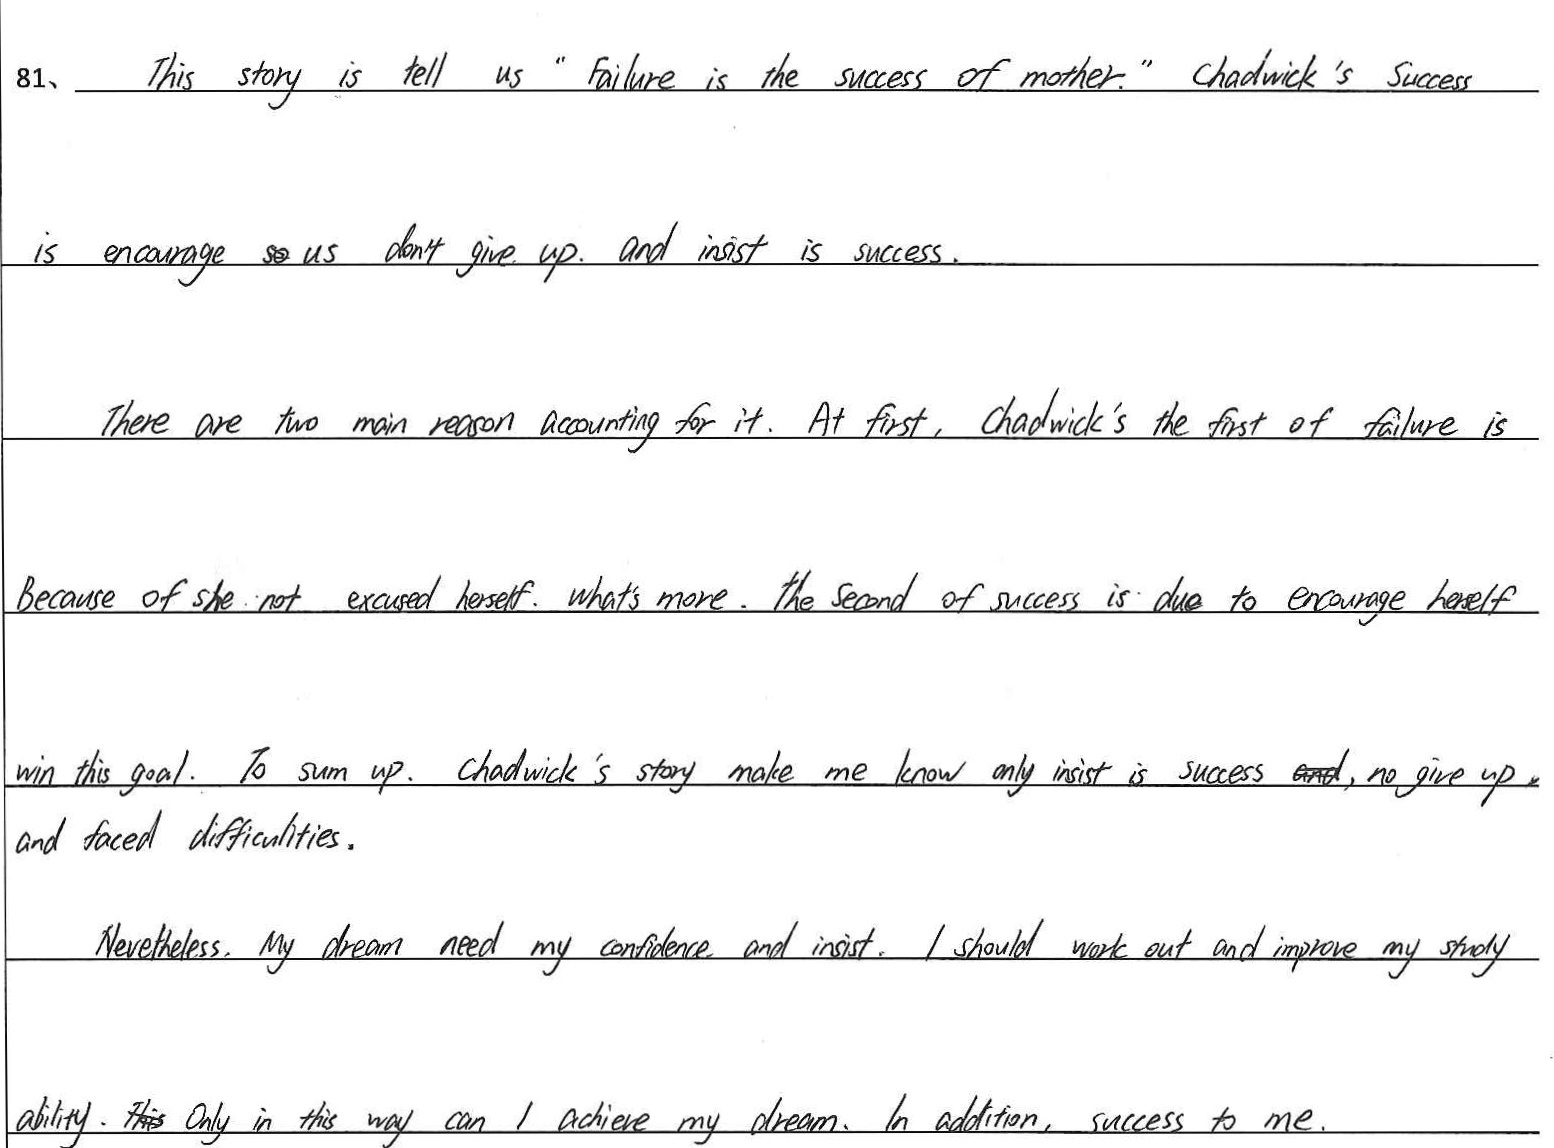 81、 This story is tell us "Failure is the success of mother." Chadwick's Success
is encourage us don't give up. and insist is success.
There are two main reason accounting for it. At first, Chadwick's the first of failure is
Because of she not excused herself. what's more. the Second of success is due to encourage herself
win this goal. To sum up. Chadwick's story make me know only insist is success and, no give up.
and faced difficulities.
Nevetheless. My dream need my confidence and insist. I should work out and improve my study
ability. This Only in this way can I achieve my dream. In addition, success to me.